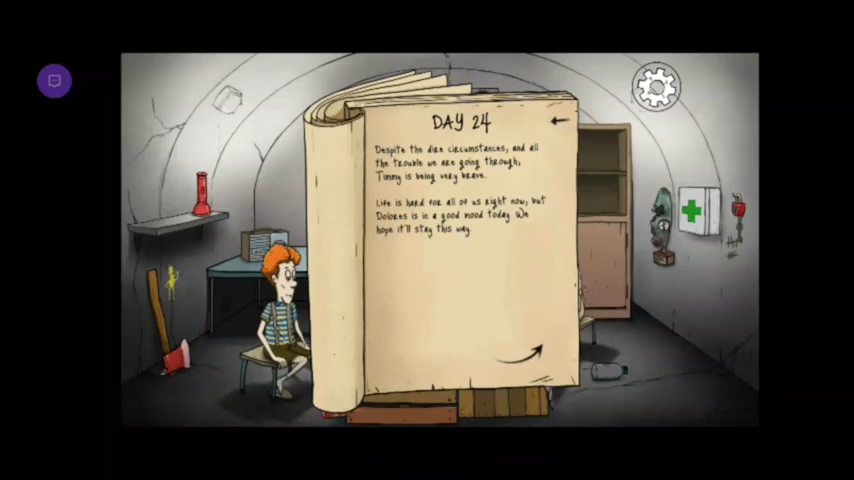 DAY 24
Despite the dire circumstances, and all
the trouble we are going through,
Timmy is being very brave.
Life is hard for all of us right now, but
Dolores is in a good mood today. We
hope it'll stay this way.